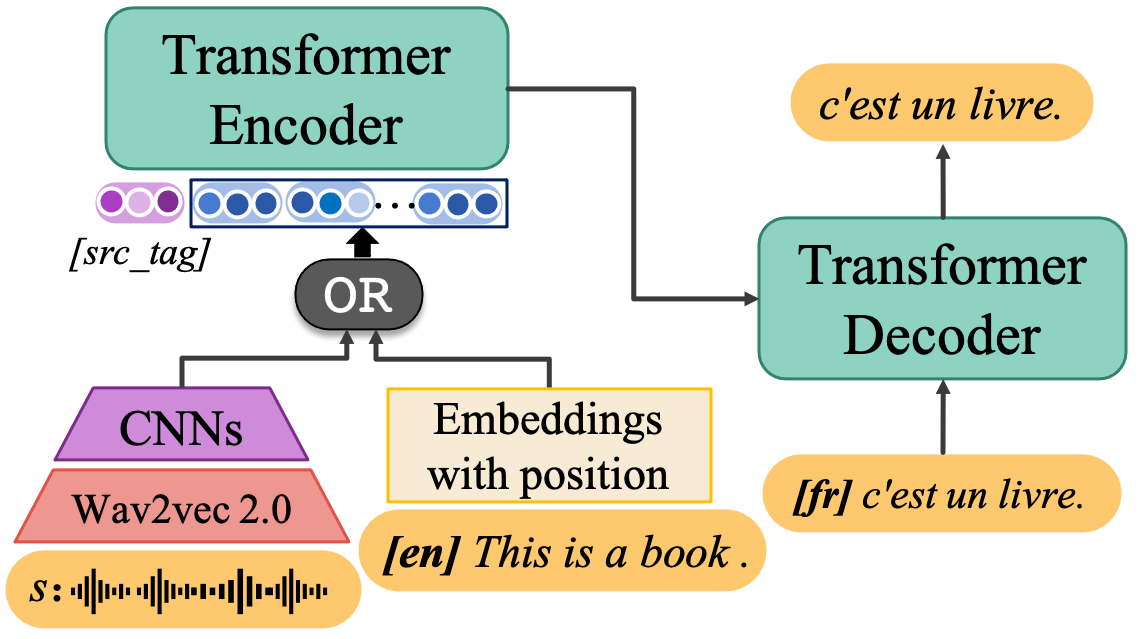 Transformer
Encoder
[src_tag]
...
OR
CNNs
Wav2vec 2.0
s:
Embeddings
with position
[en] This is a book .
c'est un livre.
Transformer
Decoder
[fr] c'est un livre.